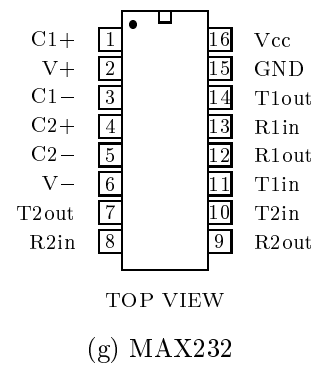 C1+ 1 16 Vcc
V+ 2 15 GND
C1− 3 14 T1out
C2+ 4 13 R1in
C2− 5 12 R1out
V− 6 11 T1in
T2out 7 10 T2in
R2in 8 9 R2out
TOP VIEW
(g) MAX232